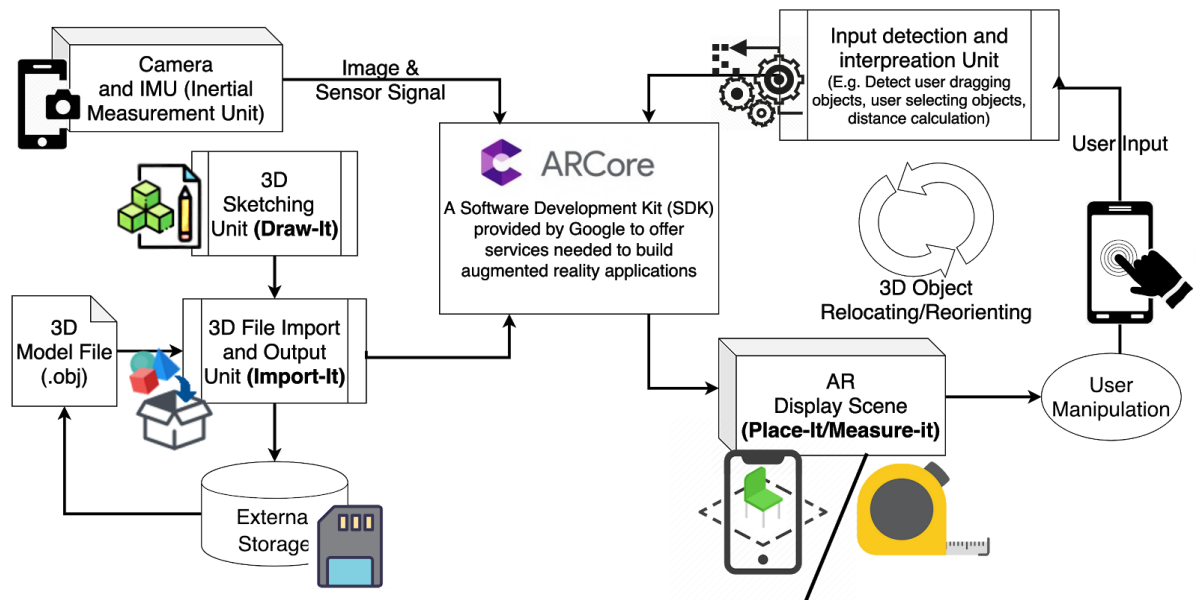 Camera
and IMU (Inertial
Measurement Unit)
Image &
Sensor Signal
Input detection and
interpreation Unit
(E.g. Detect user dragging
objects, user selecting objects,
distance calculation)
User Input
3D
Sketching
Unit (Draw-It)
ARCore
A Software Development Kit (SDK)
provided by Google to offer
services needed to build
augmented reality applications
3D Object
Relocating/Reorienting
3D
Model File
(.obj)
3D File Import
and Output
Unit (Import-It)
AR
Display Scene
(Place-It/Measure-it)
User
Manipulation
Externa
Storage